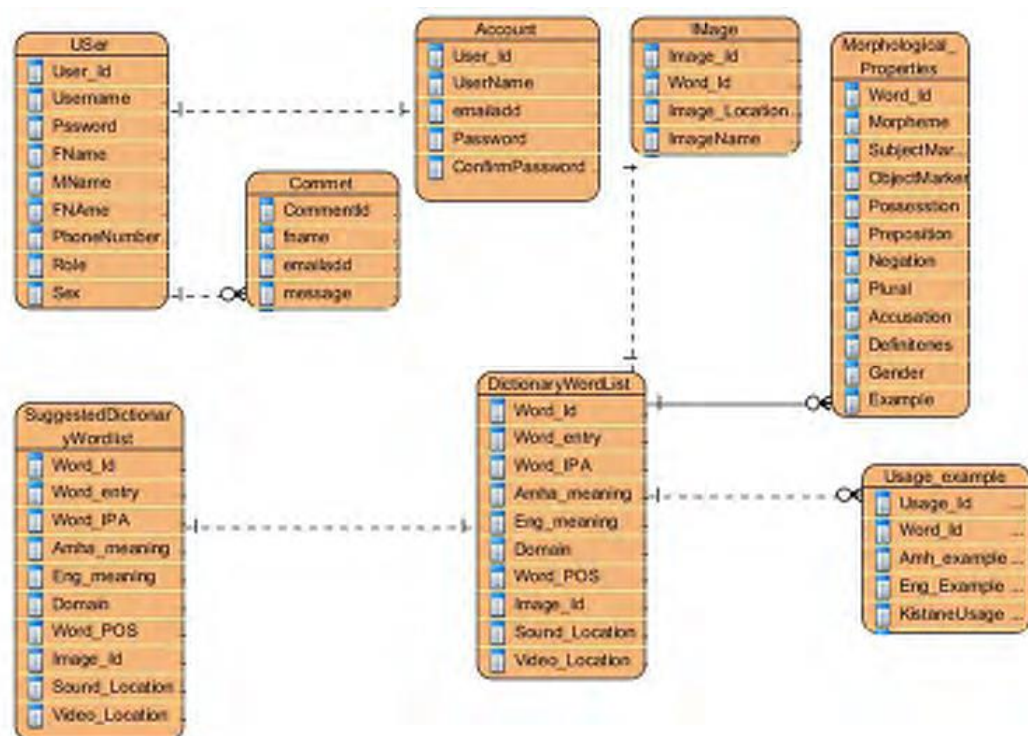 USer
User_Id
Username
Pssword
FName
MName
FNAme
PhoneNumber
Role
Sex
Account
User_Id
UserName
emailadd
Password
ConfirmPassword
IMage
Image_Id
Word_Id
Image_Location
ImageName
Morphological_
Properties
Word_Id
Morpheme
SubjectMar...
ObjectMarker
Possesstion
Preposition
Negation
Plural
Accusation
Definitenes
Gender
Example
Commet
CommentId
fname
emailadd
message
SuggestedDictionar
yWordlist
Word_Id
Word_entry
Word_IPA
Amha_meaning
Eng_meaning
Domain
Word_POS
Image_Id
Sound_Location
Video_Location
DictionaryWordList
Word_Id
Word_entry
Word_IPA
Amha_meaning
Eng_meaning
Domain
Word_POS
Image_Id
Sound_Location
Video_Location
Usage_example
Usage_Id ...
Word_Id ...
Amh_example ...
Eng_Example ...
KistaneUsage ...